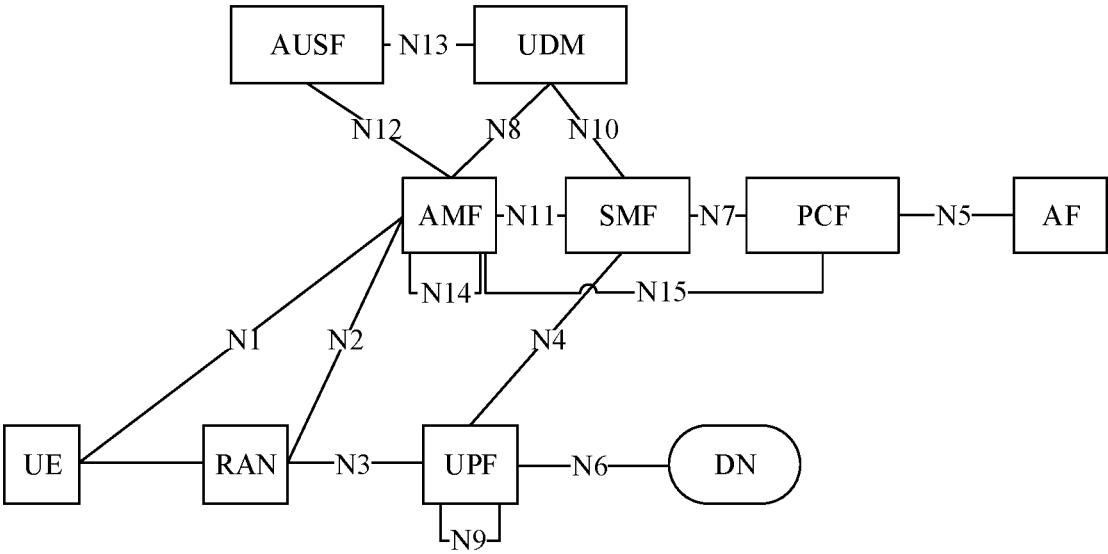 AUSF N13 UDM
N12 N8 N10
AMF N11 SMF N7 PCF N5 AF
N14 N15
N1 N2 N4
UE RAN N3 UPF N6 DN
N9